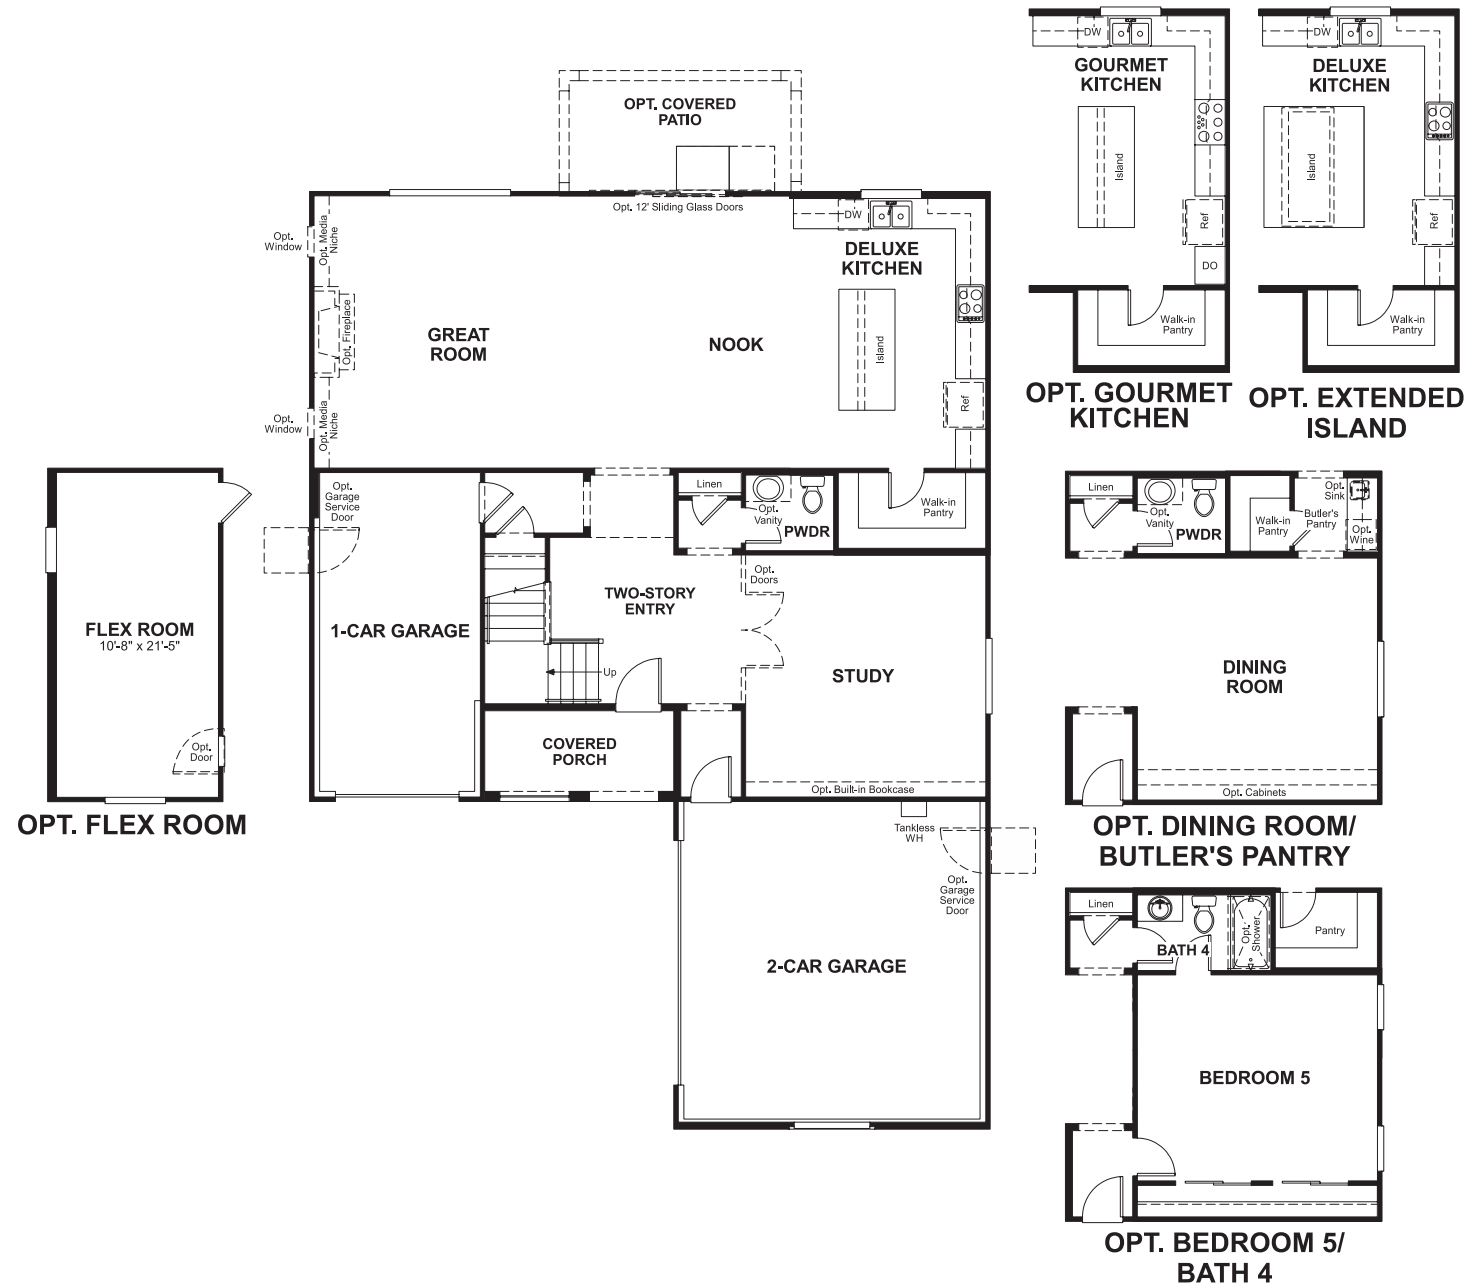 OPT. COVERED
PATIO
Opt. 12' Sliding Glass Doors
Opt.
Window
Opt. Media
Niche
Opt. Fireplace
Opt.
Window
Opt. Media
Niche
GREAT
ROOM
NOOK
DW
DELUXE
KITCHEN
Island
Ref
Opt.
Garage
Service
Door
1-CAR GARAGE
Linen
Opt.
Vanity
PWDR
Walk-in
Pantry
TWO-STORY
ENTRY
Opt.
Doors
Up
STUDY
COVERED
PORCH
Opt. Built-in Bookcase
Tankless
WH
Opt.
Garage
Service
Door
2-CAR GARAGE
FLEX ROOM
10'-8" x 21'-5"
Opt.
Door
OPT. FLEX ROOM
DW
GOURMET
KITCHEN
Island
Ref
DO
Walk-in
Pantry
OPT. GOURMET
KITCHEN
DW
DELUXE
KITCHEN
Island
Ref
Walk-in
Pantry
OPT. EXTENDED
ISLAND
Linen
Opt.
Vanity
PWDR
Walk-in
Pantry
Butler's
Pantry
Opt.
Sink
Opt.
Wine
DINING
ROOM
Opt. Cabinets
OPT. DINING ROOM/
BUTLER'S PANTRY
Linen
BATH 4
Opt.
Shower
Pantry
BEDROOM 5
OPT. BEDROOM 5/
BATH 4